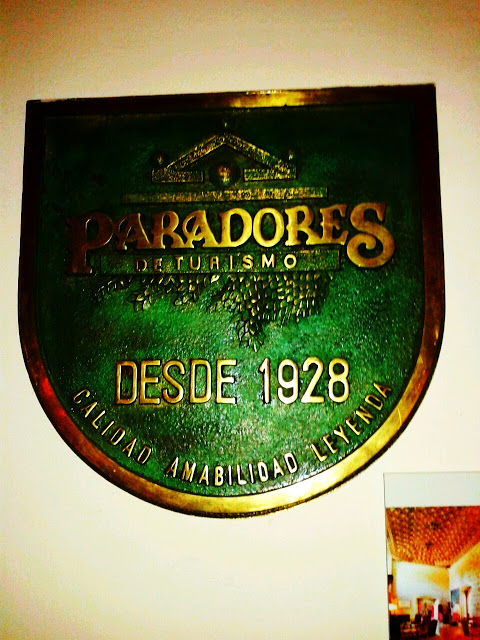 PARADORES
DE TURISMO
DESDE 1928
CALIDAD AMABILIDAD LEYENDA